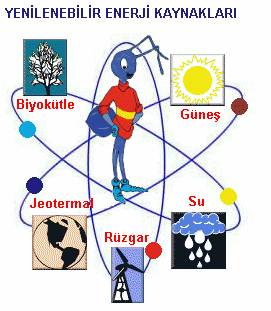 YENİLENEBİLİR ENERJİ KAYNAKLARI
Biyokütle
Güneş
Jeotermal
Su
Rüzgar